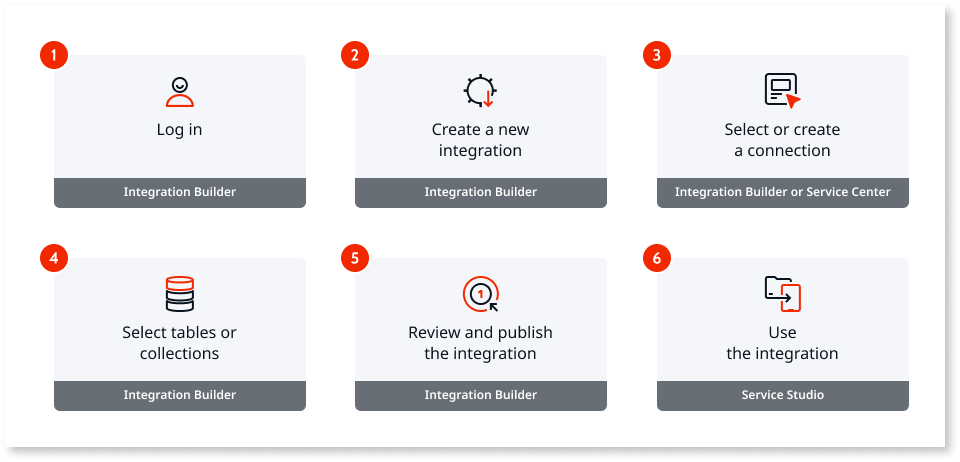 1
Log in
Integration Builder
2
Create a new
integration
Integration Builder
3
Select or create
a connection
Integration Builder or Service Center
4
Select tables or
collections
Integration Builder
5
1
Review and publish
the integration
Integration Builder
6
Use
the integration
Service Studio